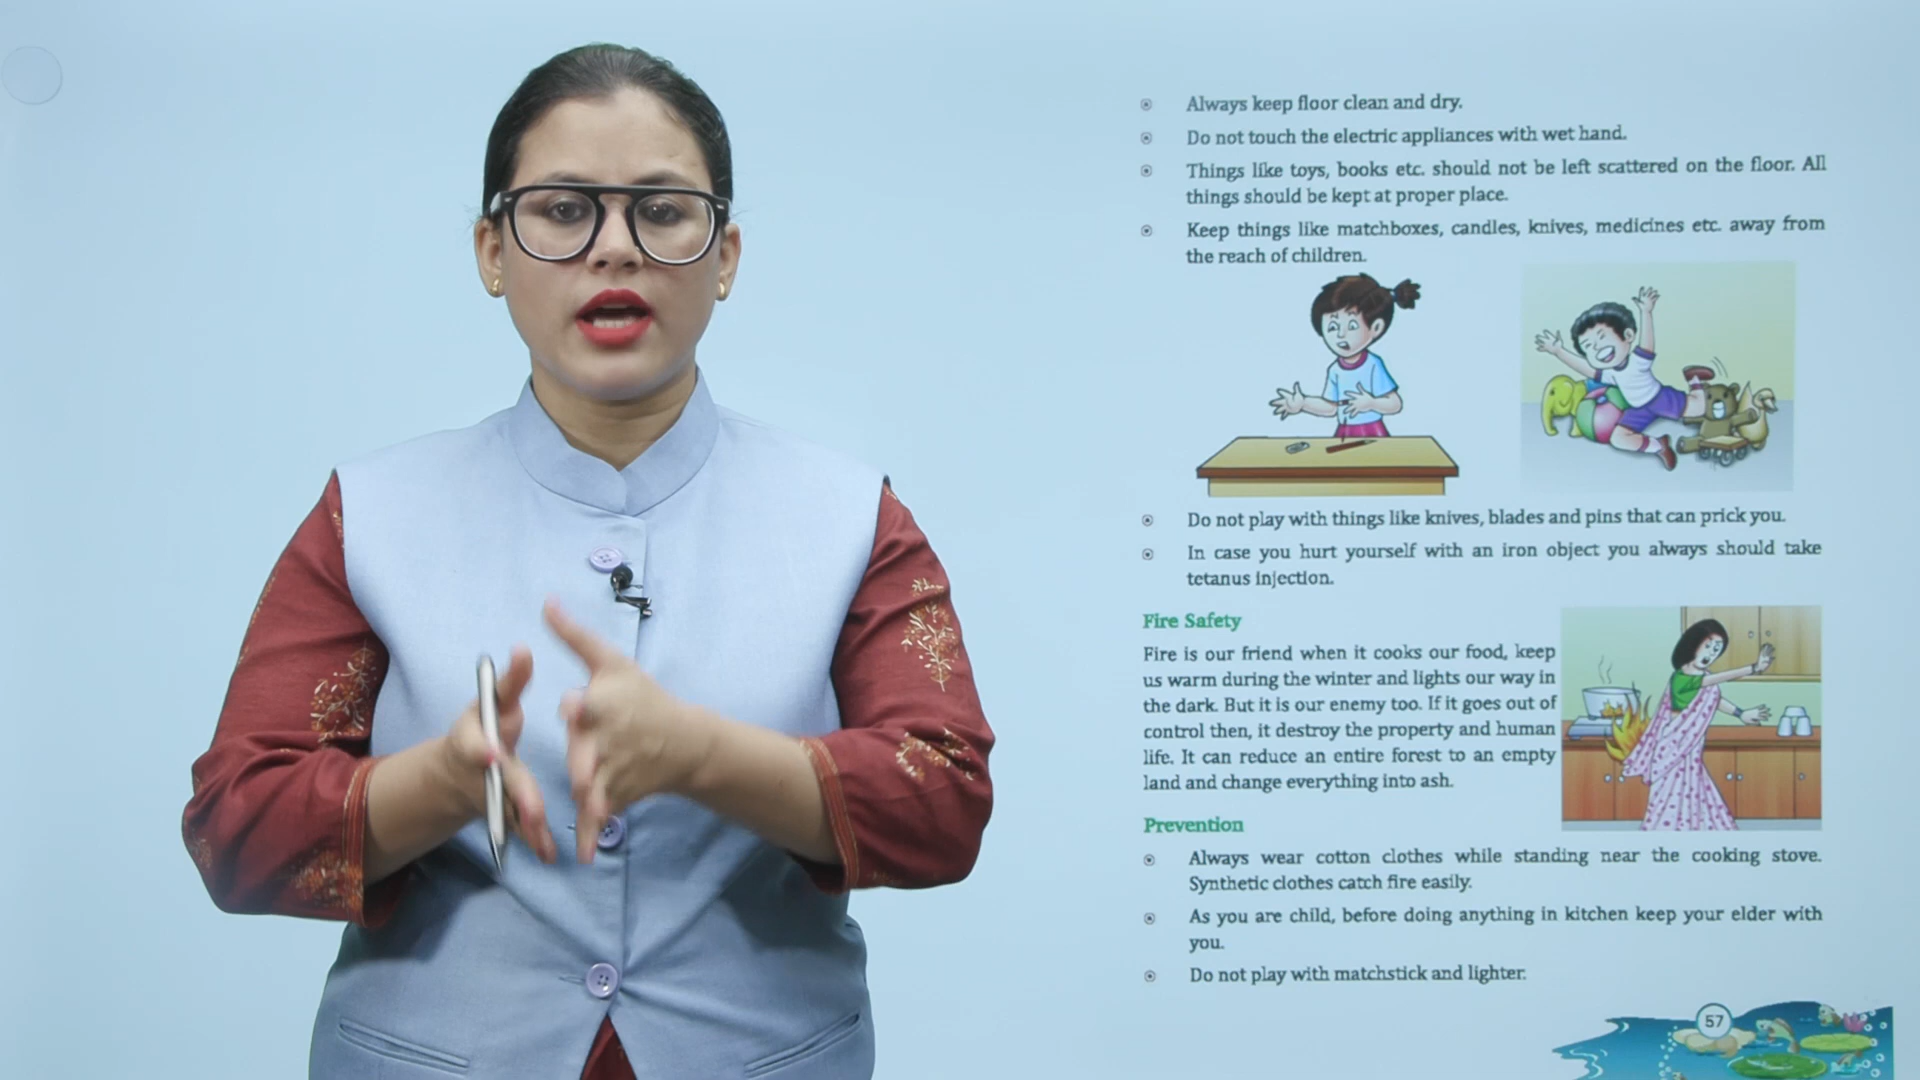 Always keep floor clean and dry.
Do not touch the electric appliances with wet hand.
Things like toys, books etc. should not be left scattered on the floor. All
things should be kept at proper place.
Keep things like matchboxes, candles, knives, medicines etc. away from
the reach of children.
Do not play with things like knives, blades and pins that can prick you.
In case you hurt yourself with an iron object you always should take
tetanus injection.
Fire Safety
Fire is our friend when it cooks our food, keep
us warm during the winter and lights our way in
the dark. But it is our enemy too. If it goes out of
control then, it destroy the property and human
life. It can reduce an entire forest to an empty
land and change everything into ash.
Prevention
Always wear cotton clothes while standing near the cooking stove.
Synthetic clothes catch fire easily.
As you are child, before doing anything in kitchen keep your elder with
you.
Do not play with matchstick and lighter.
57